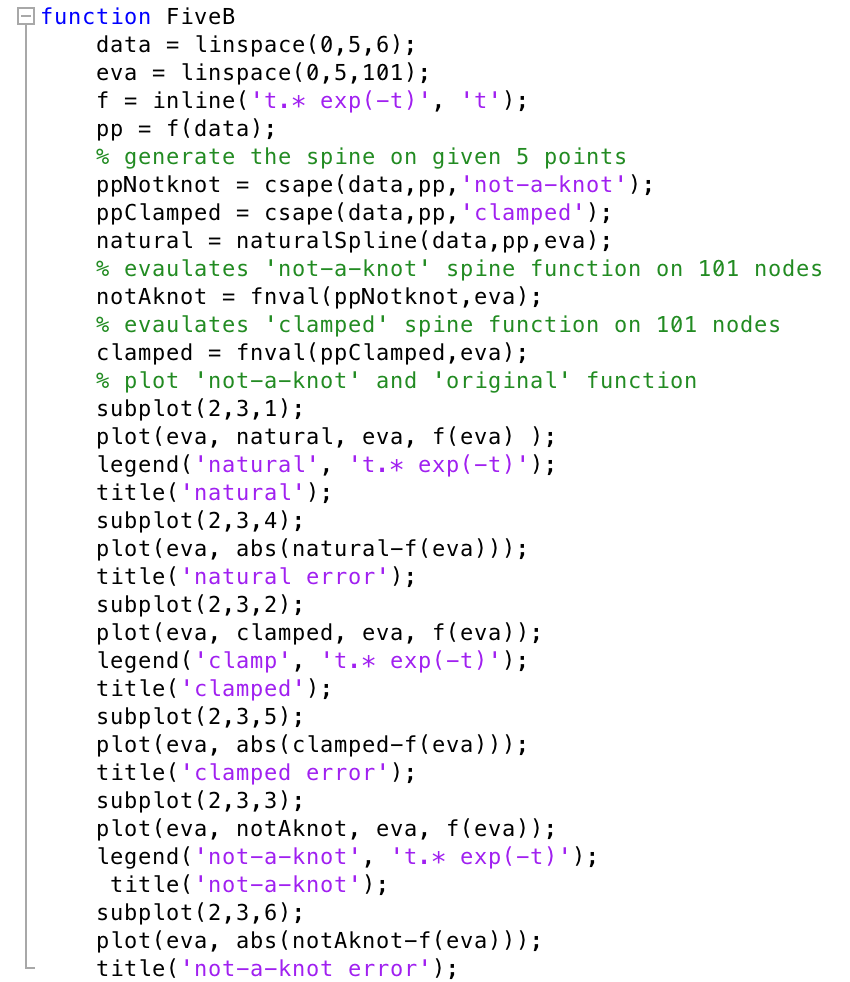 function FiveB
data = linspace(0,5,6);
eva = linspace(0,5,101);
f = inline('t.* exp(-t)', 't');
pp = f(data);
% generate the spine on given 5 points
ppNotknot = csape(data,pp,'not-a-knot');
ppClamped = csape(data,pp,'clamped');
natural = naturalSpline(data,pp,eva);
% evaulates 'not-a-knot' spine function on 101 nodes
notAknot = fnval(ppNotknot,eva);
% evaulates 'clamped' spine function on 101 nodes
clamped = fnval(ppClamped,eva);
% plot 'not-a-knot' and 'original' function
subplot(2,3,1);
plot(eva, natural, eva, f(eva) );
legend('natural', 't.* exp(-t)');
title('natural');
subplot(2,3,4);
plot(eva, abs(natural-f(eva)));
title('natural error');
subplot(2,3,2);
plot(eva, clamped, eva, f(eva));
legend('clamp', 't.* exp(-t)');
title('clamped');
subplot(2,3,5);
plot(eva, abs(clamped-f(eva)));
title('clamped error');
subplot(2,3,3);
plot(eva, notAknot, eva, f(eva));
legend('not-a-knot', 't.* exp(-t)');
title('not-a-knot');
subplot(2,3,6);
plot(eva, abs(notAknot-f(eva)));
title('not-a-knot error');